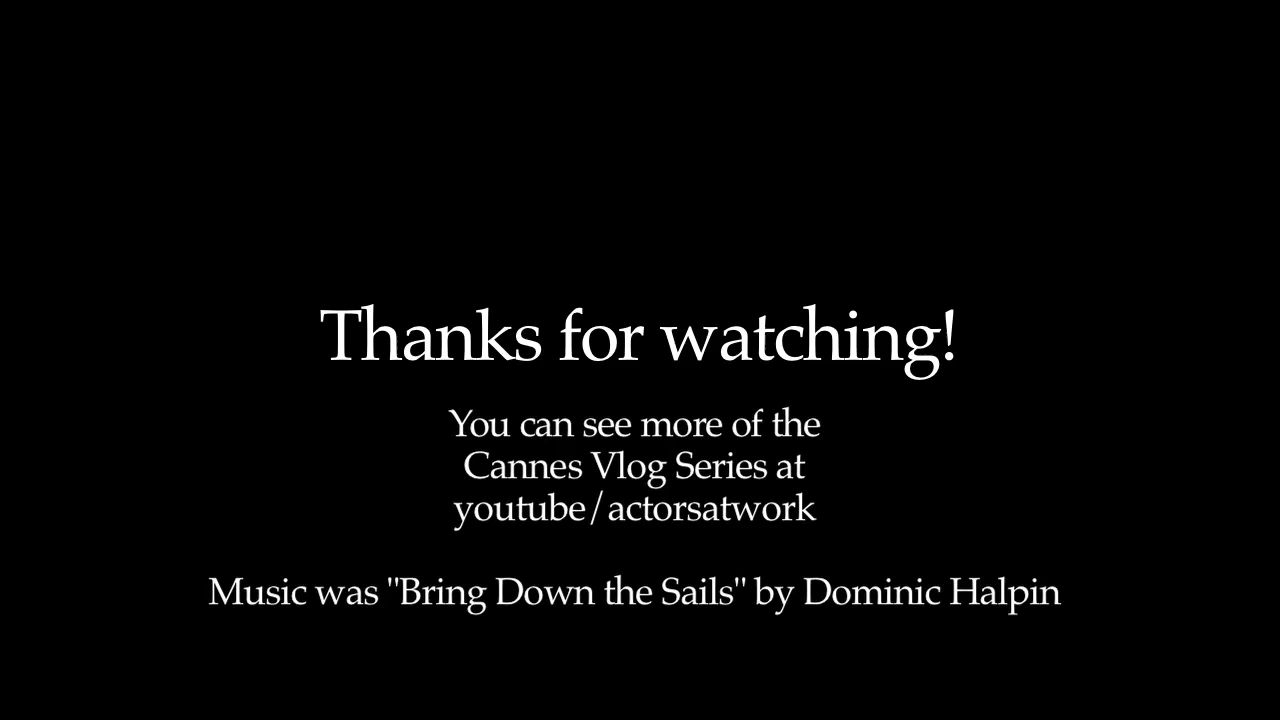 Thanks for watching!
You can see more of the
Cannes Vlog Series at
youtube/actorsatwork
Music was "Bring Down the Sails" by Dominic Halpin